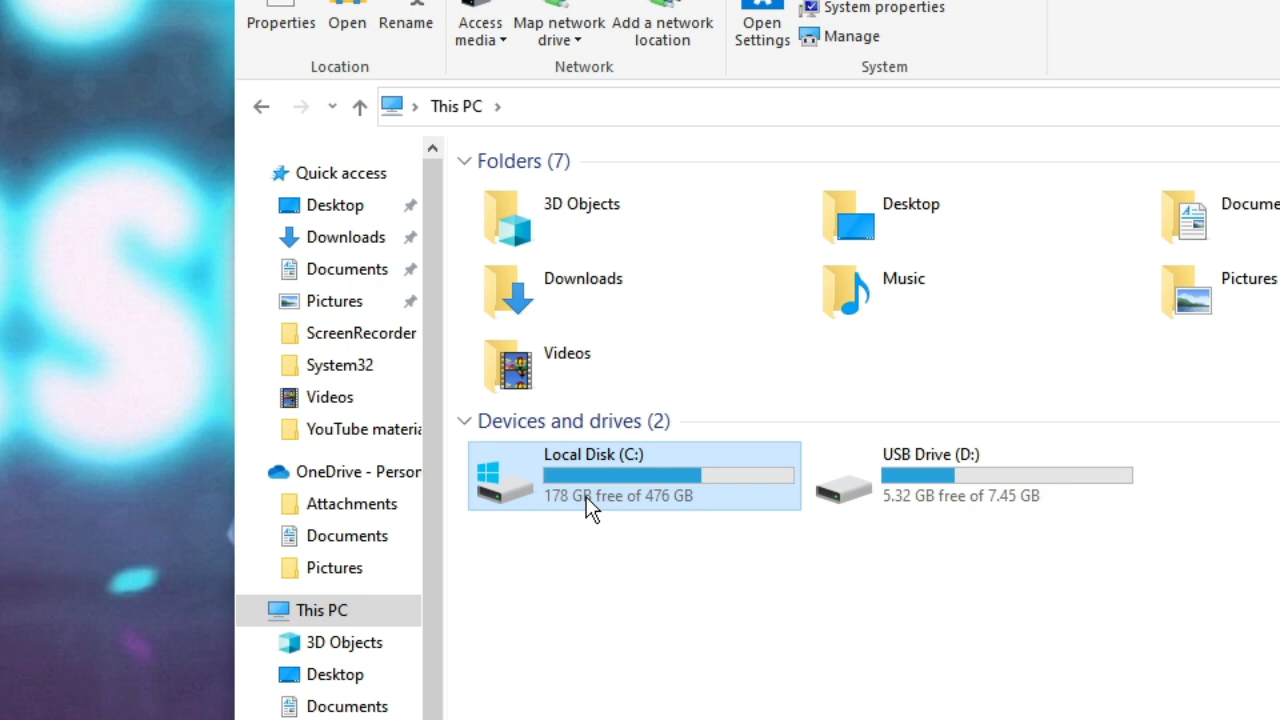 Properties
Open
Rename
Access
media
Map network
drive
Add a network
location
Open
Settings
System properties
Manage
Location
Network
System
This PC
Quick access
Desktop
Downloads
Documents
Pictures
ScreenRecorder
System32
Videos
YouTube materia
OneDrive - Person
Attachments
Documents
Pictures
This PC
3D Objects
Desktop
Documents
Folders (7)
3D Objects
Desktop
Docume
Downloads
Music
Pictures
Videos
Devices and drives (2)
Local Disk (C:)
178 GB free of 476 GB
USB Drive (D:)
5.32 GB free of 7.45 GB
S